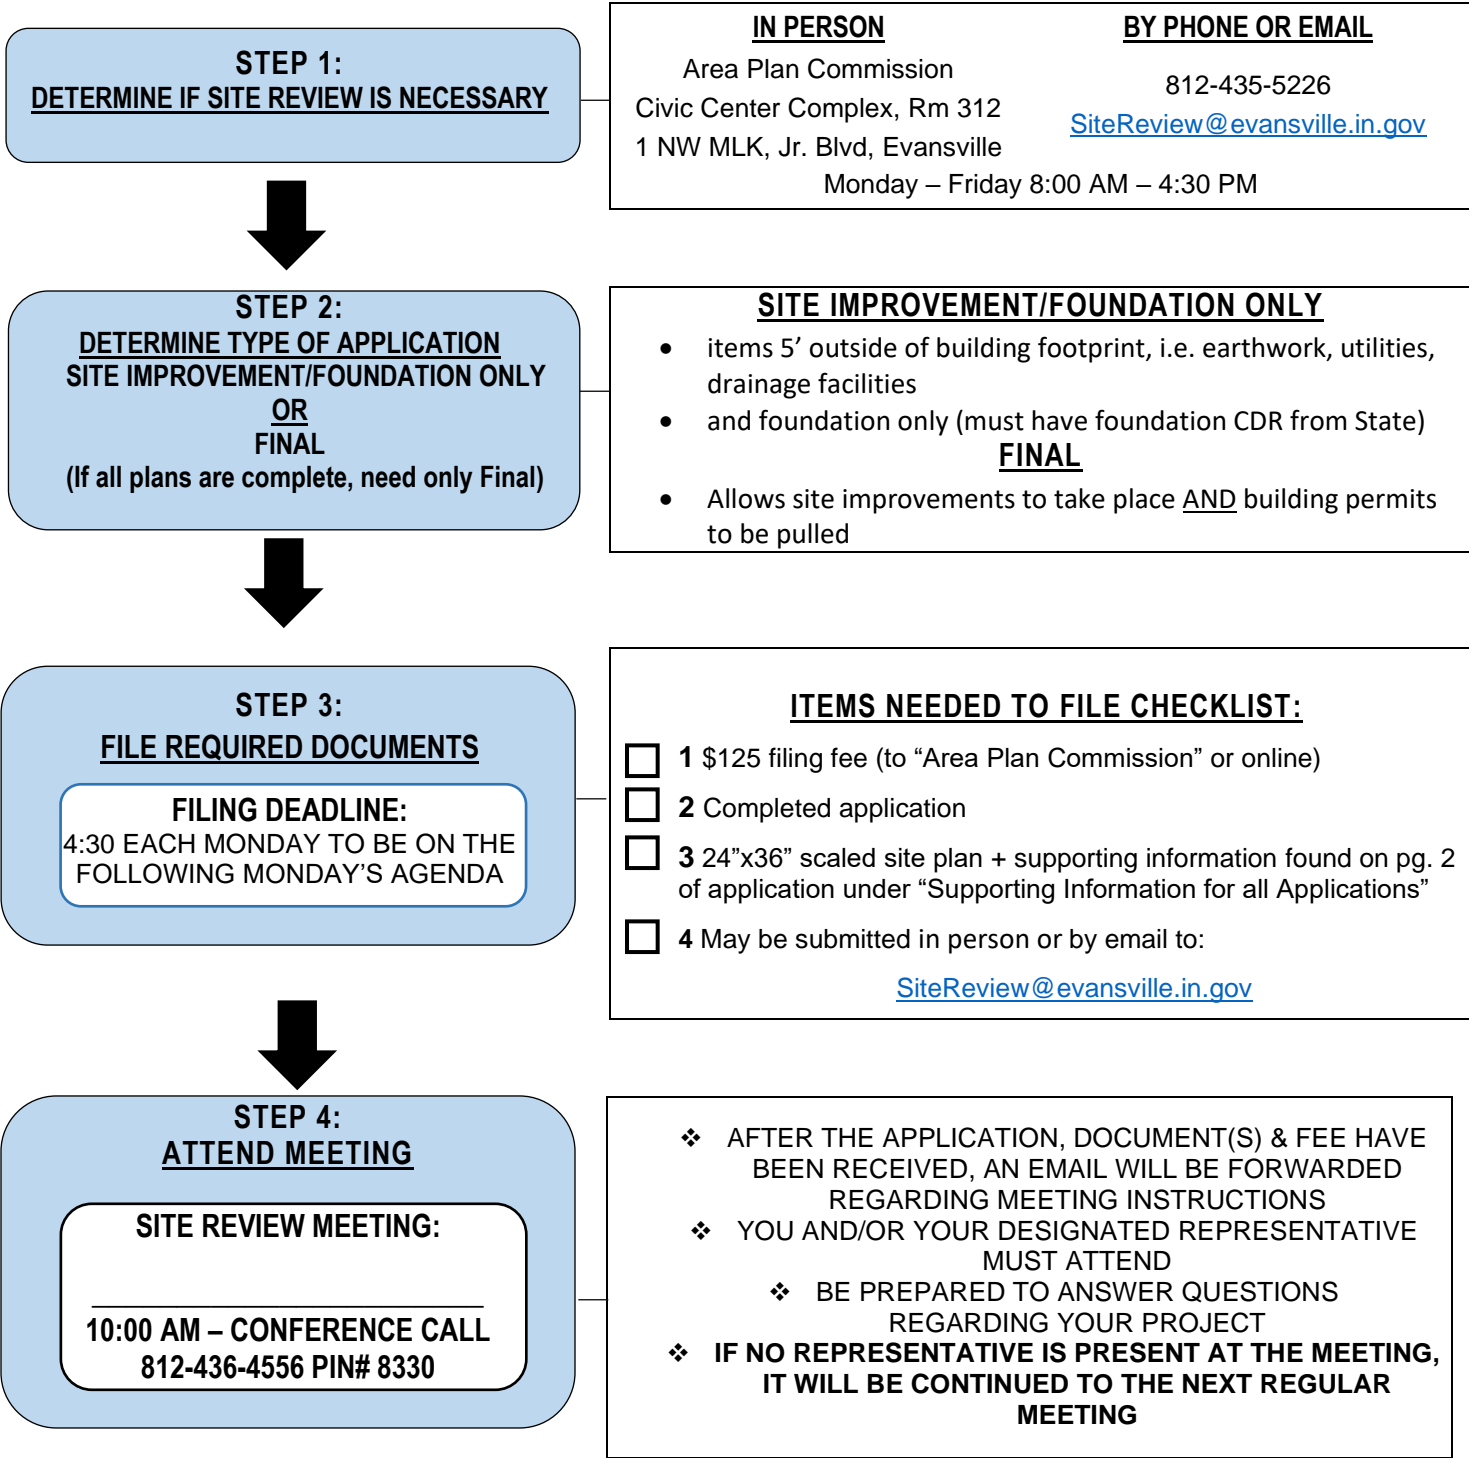 STEP 1:
DETERMINE IF SITE REVIEW IS NECESSARY
IN PERSON
Area Plan Commission
Civic Center Complex, Rm 312
1 NW MLK, Jr. Blvd, Evansville
BY PHONE OR EMAIL
812-435-5226
SiteReview@evansville.in.gov
Monday – Friday 8:00 AM – 4:30 PM
STEP 2:
DETERMINE TYPE OF APPLICATION
SITE IMPROVEMENT/FOUNDATION ONLY
OR
FINAL
(If all plans are complete, need only Final)
SITE IMPROVEMENT/FOUNDATION ONLY
• items 5’ outside of building footprint, i.e. earthwork, utilities,
drainage facilities
• and foundation only (must have foundation CDR from State)
FINAL
• Allows site improvements to take place AND building permits
to be pulled
STEP 3:
FILE REQUIRED DOCUMENTS
FILING DEADLINE:
4:30 EACH MONDAY TO BE ON THE
FOLLOWING MONDAY’S AGENDA
ITEMS NEEDED TO FILE CHECKLIST:
1 $125 filing fee (to “Area Plan Commission” or online)
2 Completed application
3 24”x36” scaled site plan + supporting information found on pg. 2
of application under “Supporting Information for all Applications”
4 May be submitted in person or by email to:
SiteReview@evansville.in.gov
STEP 4:
ATTEND MEETING
SITE REVIEW MEETING:
10:00 AM – CONFERENCE CALL
812-436-4556 PIN# 8330
❖ AFTER THE APPLICATION, DOCUMENT(S) & FEE HAVE
BEEN RECEIVED, AN EMAIL WILL BE FORWARDED
REGARDING MEETING INSTRUCTIONS
❖ YOU AND/OR YOUR DESIGNATED REPRESENTATIVE
MUST ATTEND
❖ BE PREPARED TO ANSWER QUESTIONS
REGARDING YOUR PROJECT
❖ IF NO REPRESENTATIVE IS PRESENT AT THE MEETING,
IT WILL BE CONTINUED TO THE NEXT REGULAR
MEETING